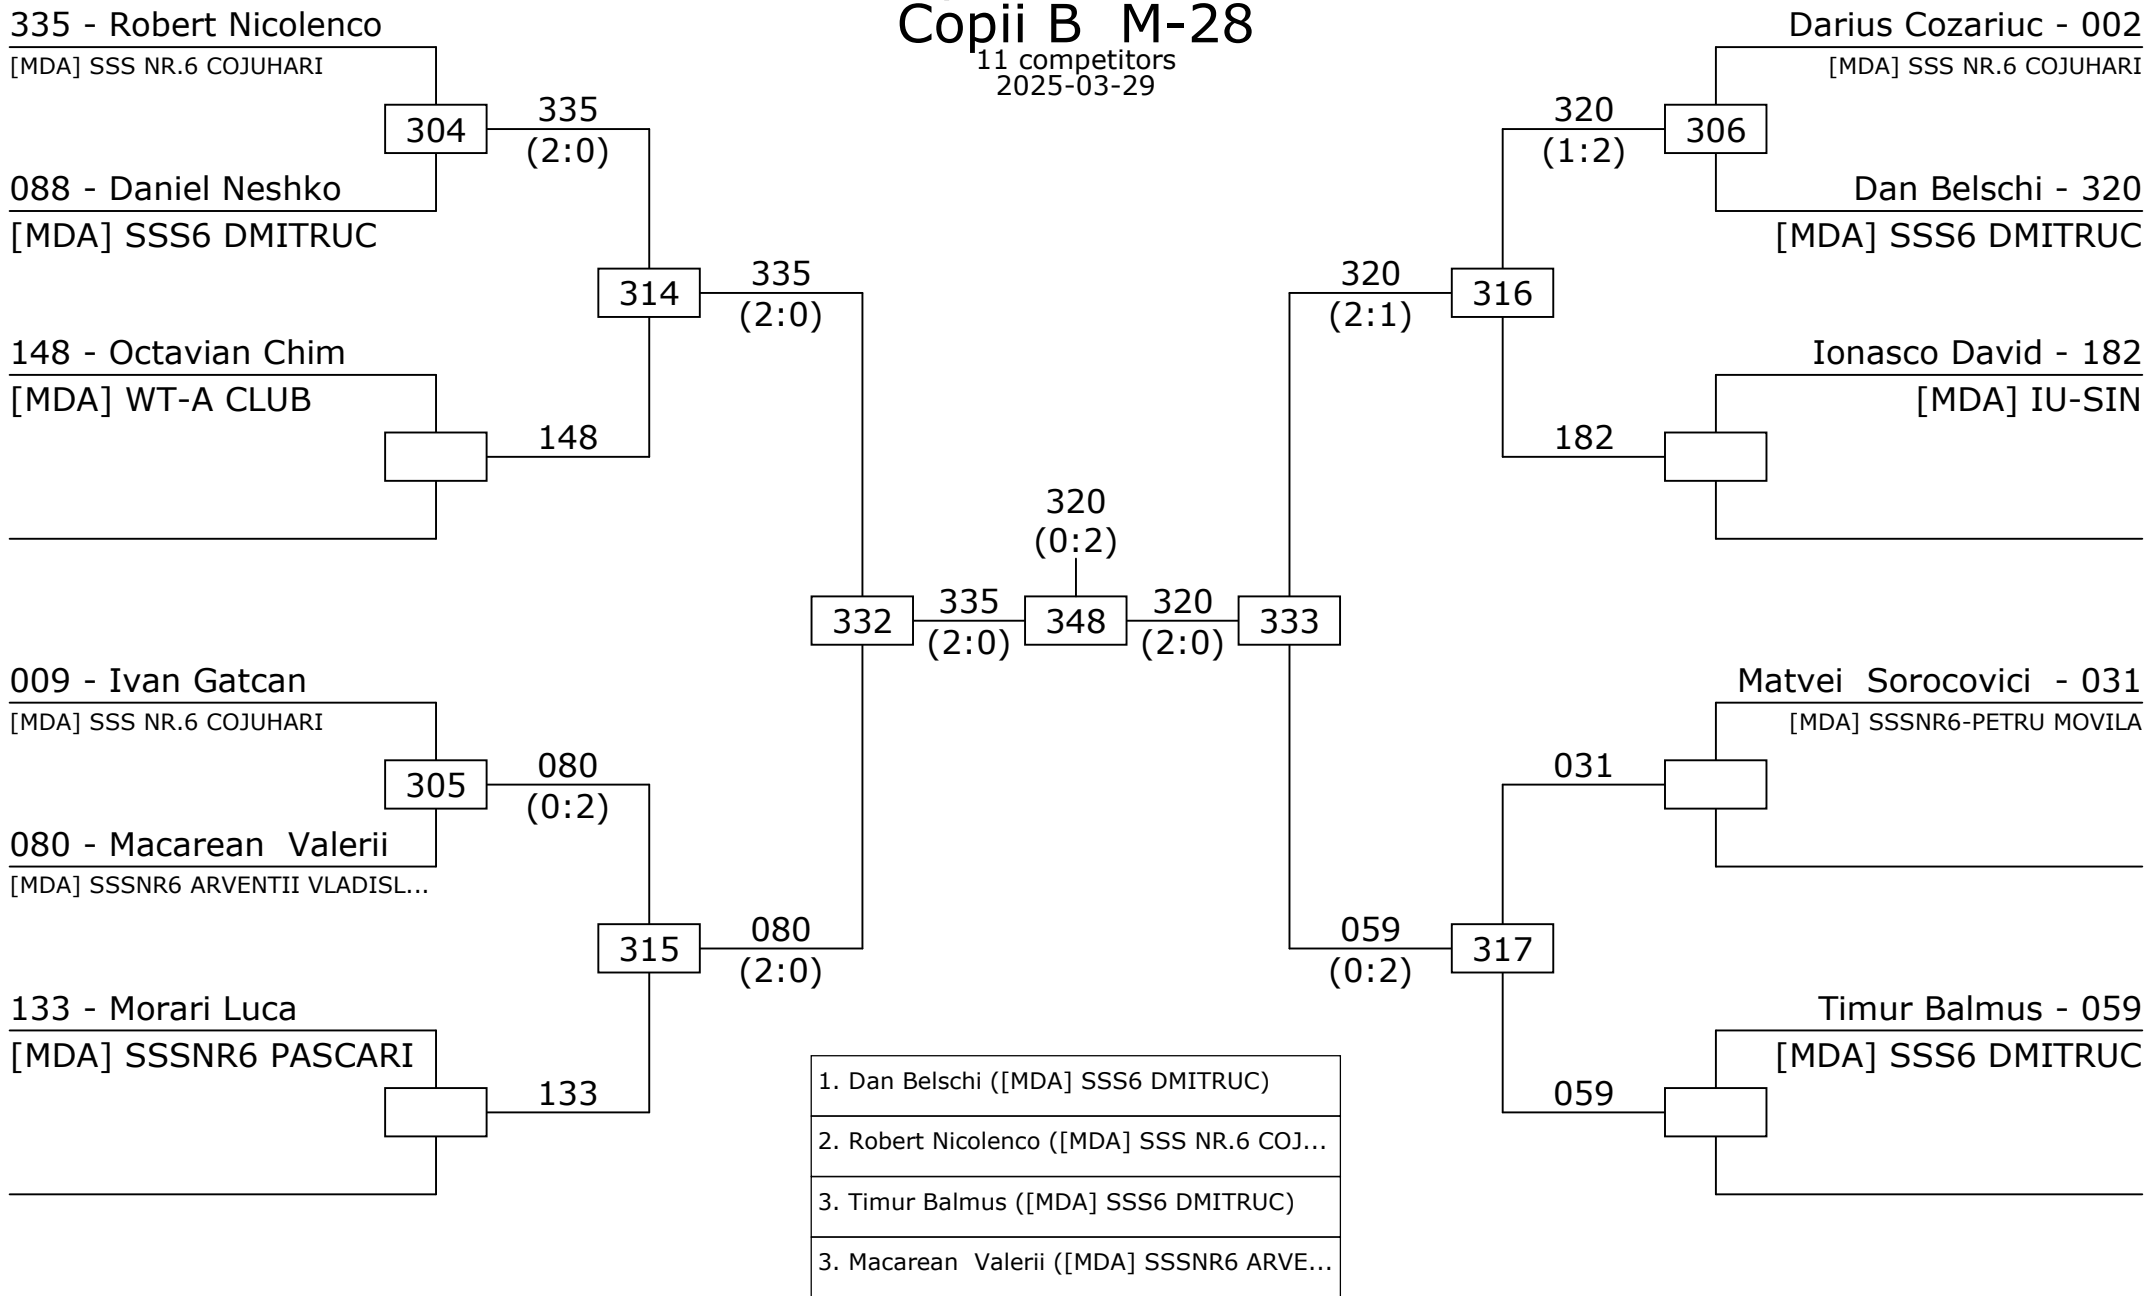 Copii B  M-28
11 competitors
2025-03-29
335 - Robert Nicolenco
[MDA] SSS NR.6 COJUHARI
304
335
(2:0)
088 - Daniel Neshko
[MDA] SSS6 DMITRUC
314
335
(2:0)
148 - Octavian Chim
[MDA] WT-A CLUB
148
009 - Ivan Gatcan
[MDA] SSS NR.6 COJUHARI
305
080
(0:2)
080 - Macarean  Valerii
[MDA] SSSNR6 ARVENTII VLADISL...
315
080
(2:0)
133 - Morari Luca
[MDA] SSSNR6 PASCARI
133
332
335
(2:0)
320
(0:2)
348
320
(2:0)
333
Darius Cozariuc - 002
[MDA] SSS NR.6 COJUHARI
320
(1:2)
306
Dan Belschi - 320
[MDA] SSS6 DMITRUC
320
(2:1)
316
Ionasco David - 182
[MDA] IU-SIN
182
Matvei  Sorocovici  - 031
[MDA] SSSNR6-PETRU MOVILA
031
059
(0:2)
317
Timur Balmus - 059
[MDA] SSS6 DMITRUC
059
1. Dan Belschi ([MDA] SSS6 DMITRUC)
2. Robert Nicolenco ([MDA] SSS NR.6 COJ...
3. Timur Balmus ([MDA] SSS6 DMITRUC)
3. Macarean  Valerii ([MDA] SSSNR6 ARVE...